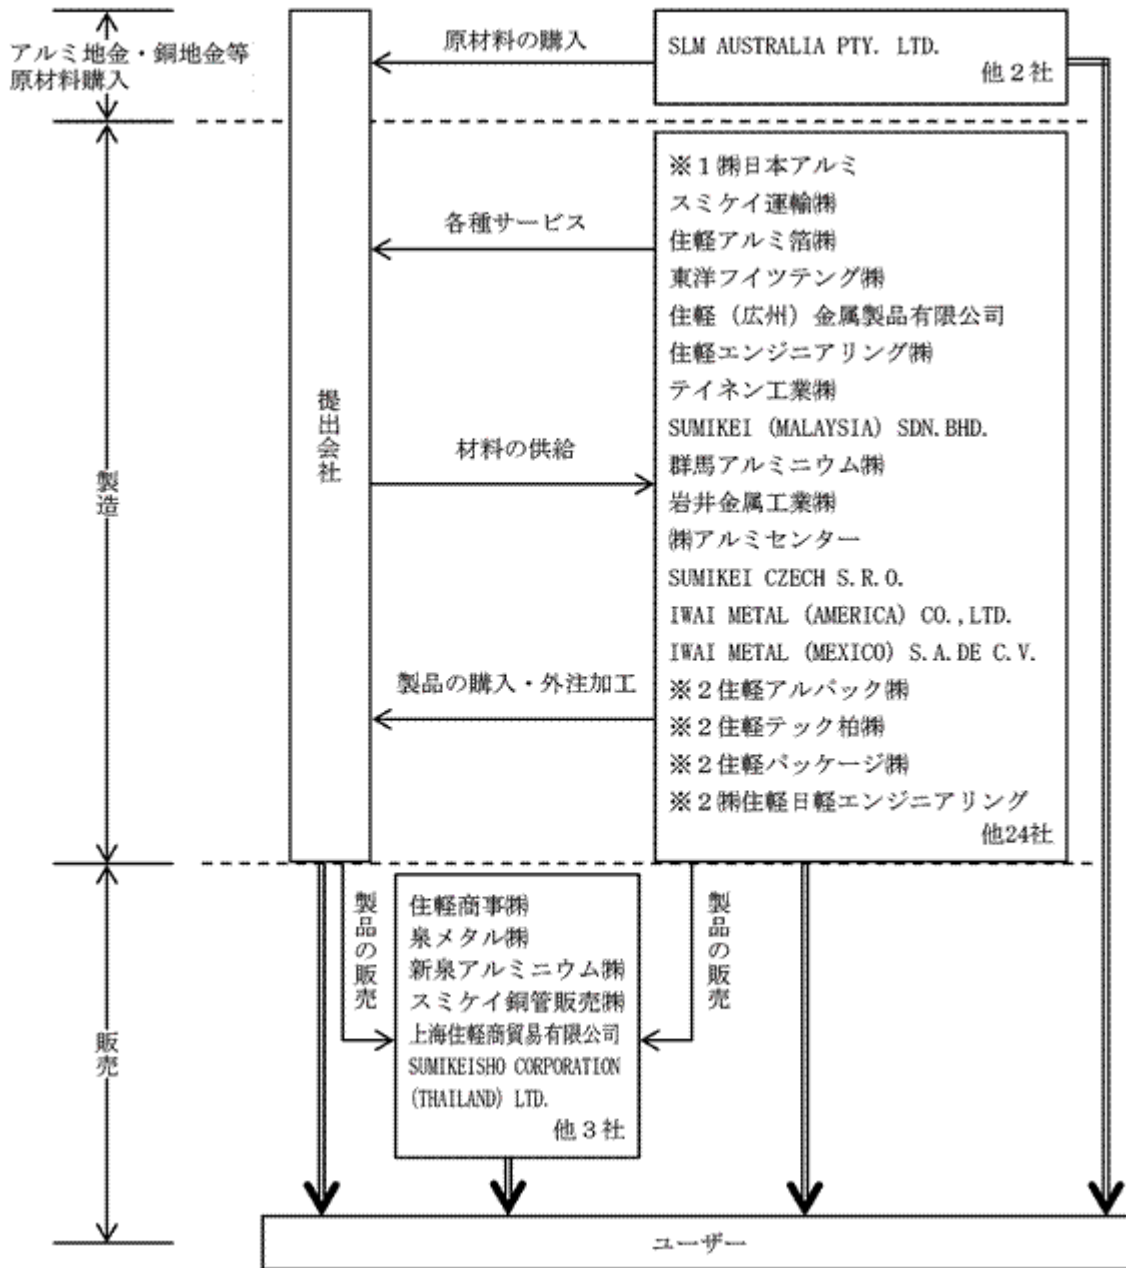 アルミ地金・銅地金等
原材料購入
原材料の購入
SLM AUSTRALIA PTY. LTD.
他２社
製造
提出会社
各種サービス
材料の供給
製品の購入・外注加工
※１㈱日本アルミ
スミケイ運輸㈱
住軽アルミ箔㈱
東洋フイツテング㈱
住軽（広州）金属製品有限公司
住軽エンジニアリング㈱
テイネン工業㈱
SUMIKEI (MALAYSIA) SDN.BHD.
群馬アルミニウム㈱
岩井金属工業㈱
㈱アルミセンター
SUMIKEI CZECH S.R.O.
IWAI METAL (AMERICA) CO.,LTD.
IWAI METAL (MEXICO) S.A.DE C.V.
※２住軽アルパック㈱
※２住軽テック柏㈱
※２住軽パッケージ㈱
※２㈱住軽日軽エンジニアリング
他24社
販売
製品の販売
住軽商事㈱
泉メタル㈱
新泉アルミニウム㈱
スミケイ銅管販売㈱
上海住軽商貿易有限公司
SUMIKEISHO CORPORATION
(THAILAND) LTD.
他３社
製品の販売
ユーザー